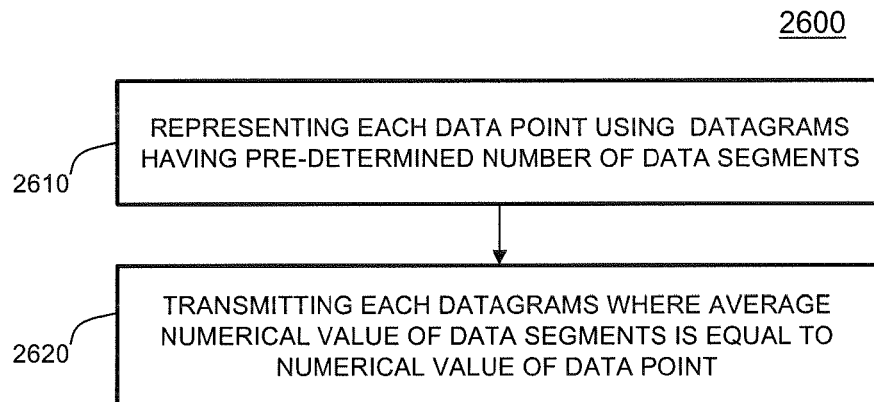 2600
REPRESENTING EACH DATA POINT USING DATAGRAMS
HAVING PRE-DETERMINED NUMBER OF DATA SEGMENTS
2610
TRANSMITTING EACH DATAGRAMS WHERE AVERAGE
NUMERICAL VALUE OF DATA SEGMENTS IS EQUAL TO
NUMERICAL VALUE OF DATA POINT
2620